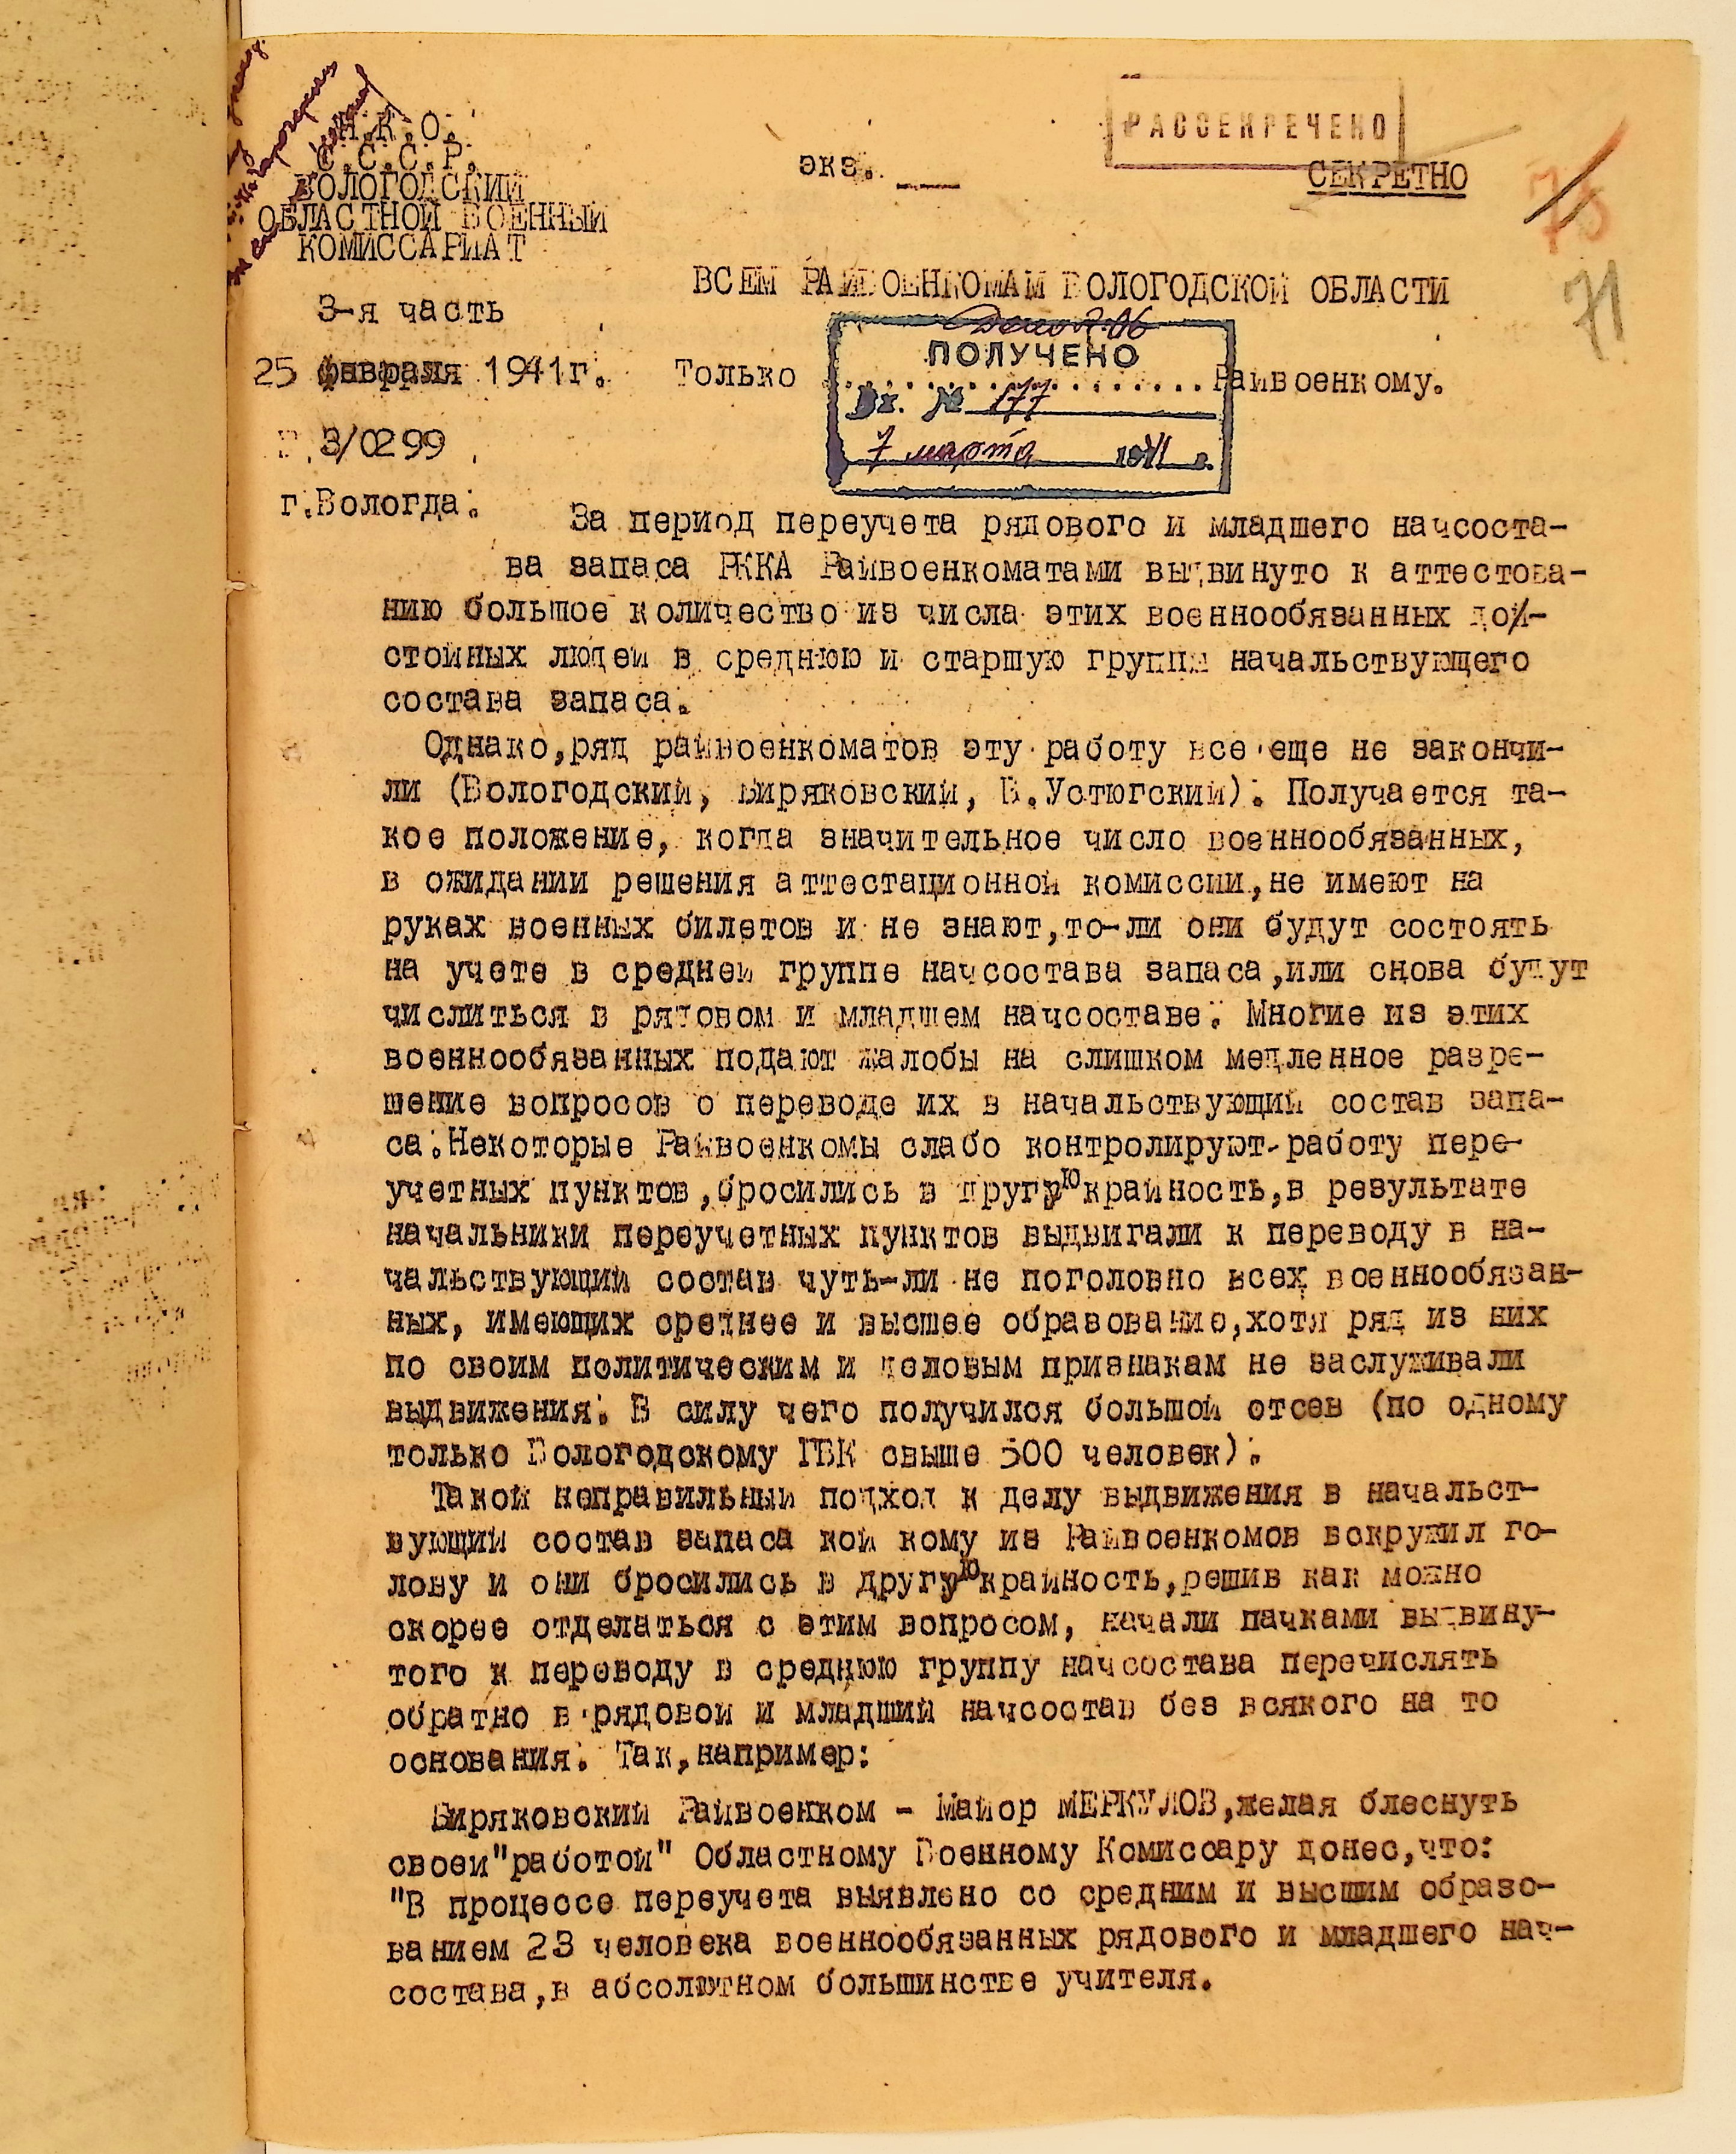 РАССЕКРЕЧЕНО
Н.К.О.
С.С.С.Р.
ВОЛОГОДСКИЙ
ОБЛАСТНОЙ ВОЕННЫЙ
КОМИССАРИАТ
экз. __
СЕКРЕТНО
71
ВСЕМ РАЙВОЕНКОМАМ ВОЛОГОДСКОЙ ОБЛАСТИ
3-я часть
25 февраля 1941г.
Только ................... Райвоенкому.
ПОЛУЧЕНО
Вх. № 177
7 марта 1941 г.
3/0299
г.Вологда.
За период переучета рядового и младшего начсоста-
ва запаса РККА Райвоенкоматами выдвинуто к аттестова-
нию большое количество из числа этих военнообязанных дой-
стойных людей в среднюю и старшую группы начальствующего
состава запаса.
Однако,ряд райвоенкоматов эту работу все еще не закончи-
ли (Вологодский, Биряковский, В.Устюгский). Получается та-
кое положение, когда значительное число военнообязанных,
в ожидании решения аттестационной комиссии,не имеют на
руках военных билетов и не знают,то-ли они будут состоять
на учете в средней группе начсостава запаса,или снова будут
числиться в рядовом и младшем начсоставе. Многие из этих
военнообязанных подают жалобы на слишком медленное разре-
шение вопросов о переводе их в начальствующий состав запа-
са.Некоторые Райвоенкомы слабо контролируют работу пере-
учетных пунктов,бросились в другую крайность,в результате
начальники переучетных пунктов выдвигали к переводу в на-
чальствующий состав чуть-ли не поголовно всех военнообязан-
ных, имеющих среднее и высшее образование,хотя ряд из них
по своим политическим и деловым признакам не заслуживали
выдвижения. В силу чего получился большой отсев (по одному
только Вологодскому ГВК свыше 500 человек).
Такой неправильный подход к делу выдвижения в начальст-
вующий состав запаса кой кому из Райвоенкомов вскружил го-
лову и они бросились в другую крайность,решив как можно
скорее отделаться с этим вопросом, начали пачками выдвину-
того к переводу в среднюю группу начсостава перечислять
обратно в рядовой и младший начсостав без всякого на то
основания. Так,например:
Биряковский Райвоенком - Майор МЕРКУЛОВ,желая блеснуть
своей"работой" Областному Военному Комиссару донес,что:
"В процессе переучета выявлено со средним и высшим образо-
ванием 23 человека военнообязанных рядового и младшего нач-
состава,в абсолютном большинстве учителя.